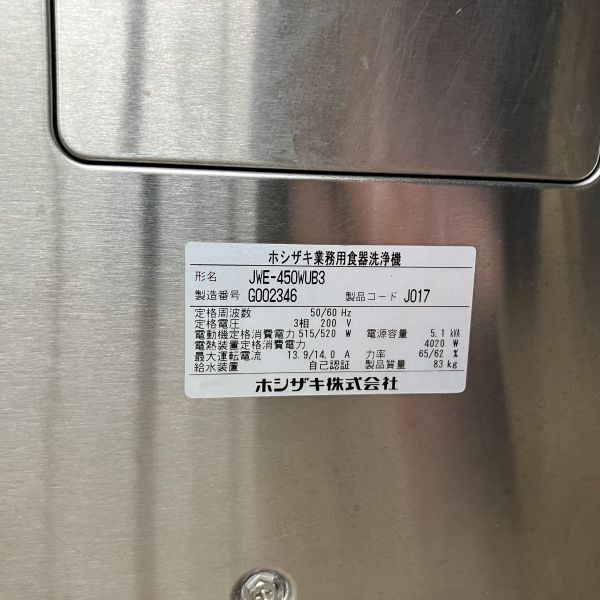 ホシザキ業務用食器洗浄機
形名 JWE-450WUB3
製造番号 G002346 製品コード J017
定格周波数 50/60 Hz
定格電圧 3相 200 V
電動機定格消費電力 515/520 W 電源容量 5.1 kVA
電熱装置定格消費電力 4020 W
最大運転電流 13.9/14.0 A 力率 65/62 %
給水装置 自己認証 製品質量 83 kg
ホシザキ株式会社